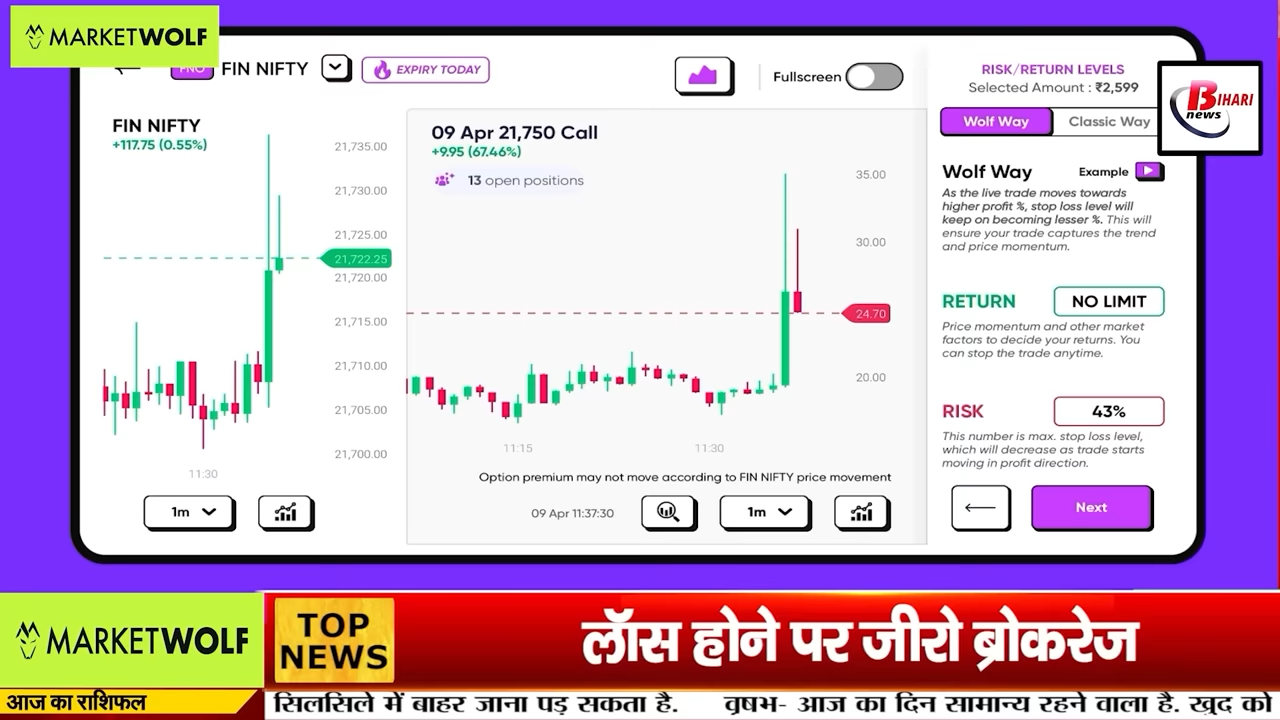 MARKETWOLF
FNO
FIN NIFTY
EXPIRY TODAY
Fullscreen
RISK/RETURN LEVELS
Selected Amount : ₹2,599
Wolf Way
Classic Way
BIHARI
news
FIN NIFTY
+117.75 (0.55%)
21,735.00
21,730.00
21,725.00
21,722.25
21,720.00
21,715.00
21,710.00
21,705.00
21,700.00
11:30
1m
09 Apr 21,750 Call
+9.95 (67.46%)
13 open positions
35.00
30.00
24.70
20.00
11:15
11:30
Option premium may not move according to FIN NIFTY price movement
09 Apr 11:37:30
1m
Wolf Way
Example
As the live trade moves towards
higher profit %, stop loss level will
keep on becoming lesser %. This will
ensure your trade captures the trend
and price momentum.
RETURN
NO LIMIT
Price momentum and other market
factors to decide your returns. You
can stop the trade anytime.
RISK
43%
This number is max. stop loss level,
which will decrease as trade starts
moving in profit direction.
Next
MARKETWOLF
TOP
NEWS
लॉस होने पर जीरो ब्रोकरेज
आज का राशिफल
सिलसिले में बाहर जाना पड़ सकता है. वृषभ- आज का दिन सामान्य रहने वाला है. खुद को